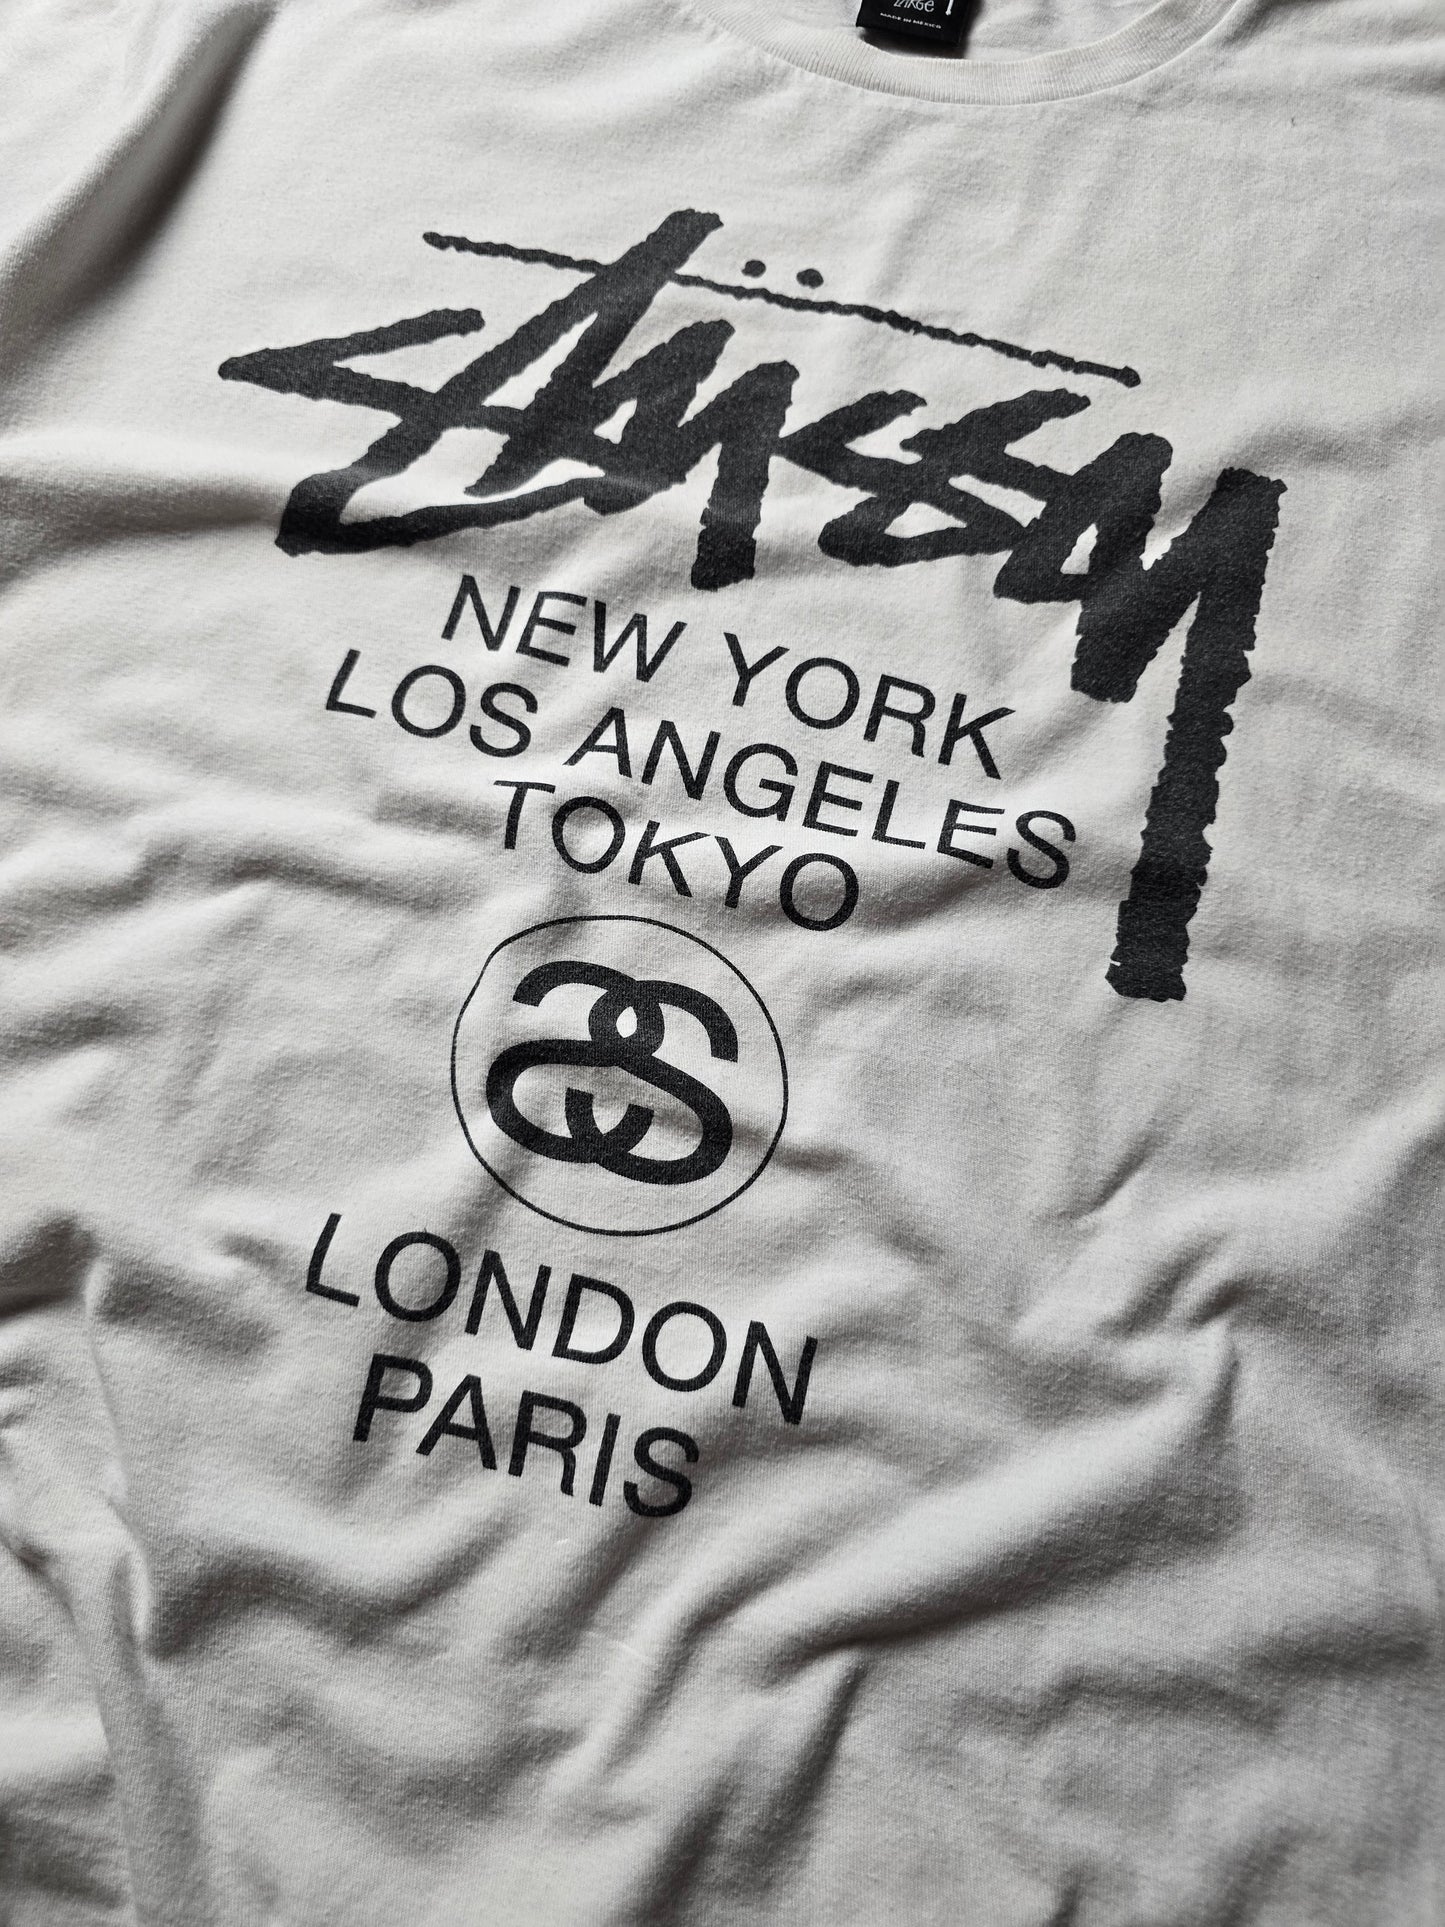 LARGE
MADE IN MEXICO
Stüssy
NEW YORK
LOS ANGELES
TOKYO
SS
LONDON
PARIS